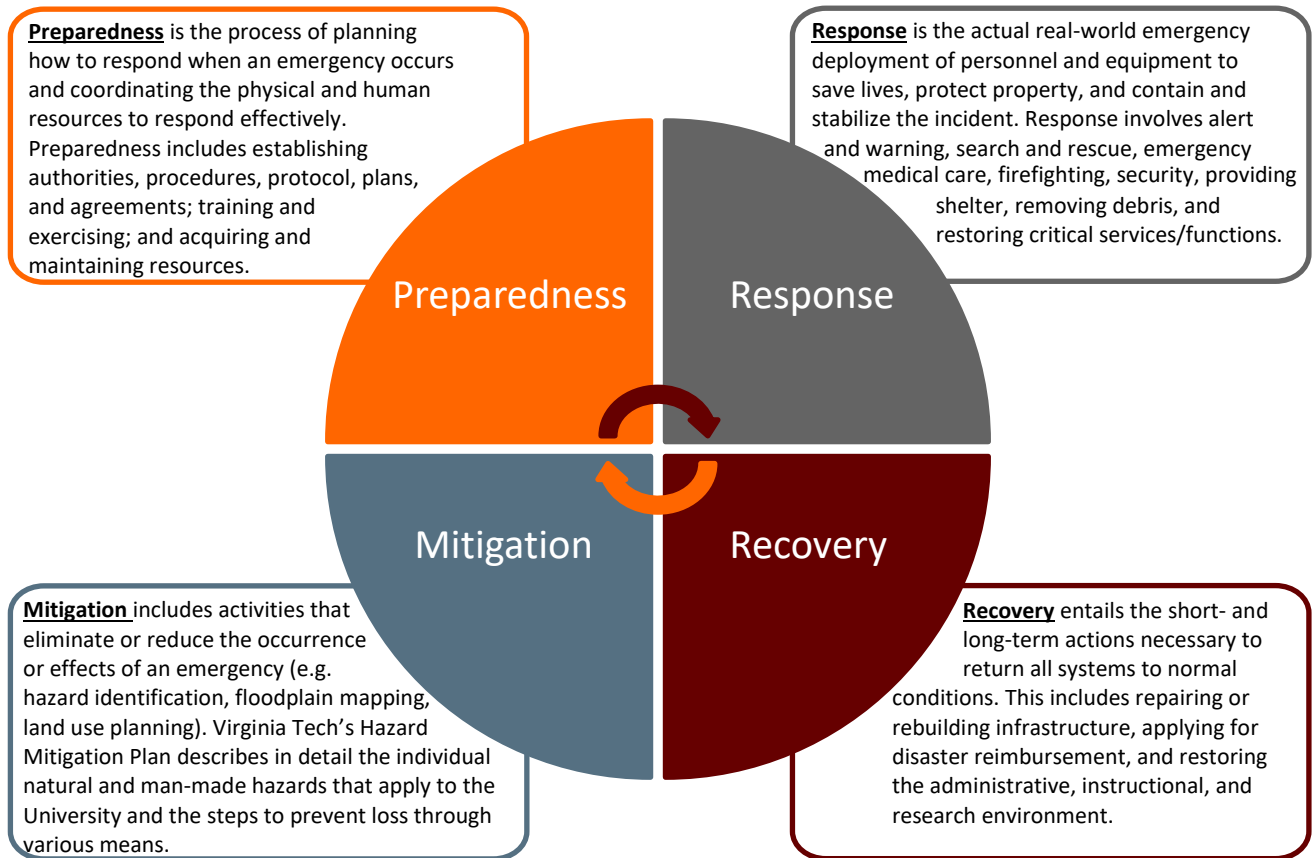 Preparedness is the process of planning
how to respond when an emergency occurs
and coordinating the physical and human
resources to respond effectively.
Preparedness includes establishing
authorities, procedures, protocol, plans,
and agreements; training and
exercising; and acquiring and
maintaining resources.
Response is the actual real-world emergency
deployment of personnel and equipment to
save lives, protect property, and contain and
stabilize the incident. Response involves alert
and warning, search and rescue, emergency
medical care, firefighting, security, providing
shelter, removing debris, and
restoring critical services/functions.
Preparedness
Response
Mitigation
Recovery
Mitigation includes activities that
eliminate or reduce the occurrence
or effects of an emergency (e.g.
hazard identification, floodplain mapping,
land use planning). Virginia Tech’s Hazard
Mitigation Plan describes in detail the individual
natural and man-made hazards that apply to the
University and the steps to prevent loss through
various means.
Recovery entails the short- and
long-term actions necessary to
return all systems to normal
conditions. This includes repairing or
rebuilding infrastructure, applying for
disaster reimbursement, and restoring
the administrative, instructional, and
research environment.